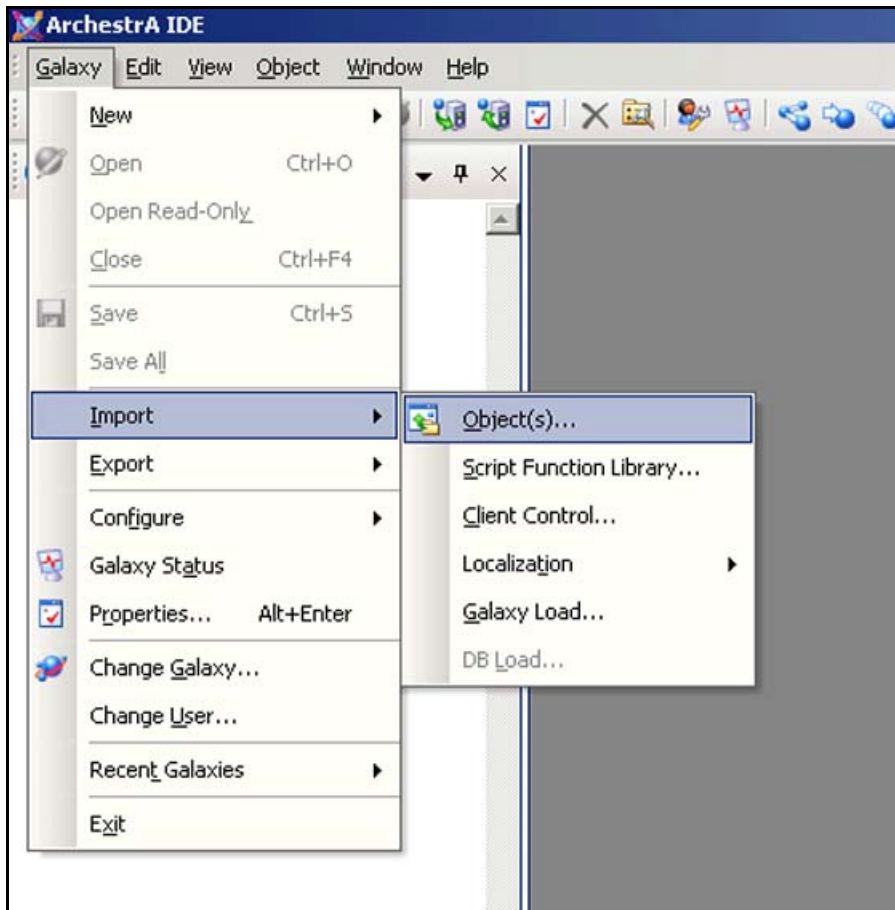 ArchestrA IDE
Galaxy Edit View Object Window Help
New
Open Ctrl+O
Open Read-Only
Close Ctrl+F4
Save Ctrl+S
Save All
Import
Object(s)...
Export
Script Function Library...
Configure
Client Control...
Galaxy Status
Localization
Properties... Alt+Enter
Galaxy Load...
Change Galaxy...
DB Load...
Change User...
Recent Galaxies
Exit